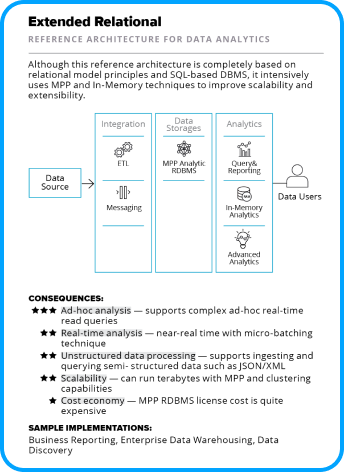 Extended Relational
REFERENCE ARCHITECTURE FOR DATA ANALYTICS
Although this reference architecture is completely based on
relational model principles and SQL-based DBMS, it intensively
uses MPP and In-Memory techniques to improve scalability and
extensibility.
Integration
Data
Storages
Analytics
Data
Source
ETL
Messaging
MPP Analytic
RDBMS
Query&
Reporting
In-Memory
Analytics
Advanced
Analytics
Data Users
CONSEQUENCES:
★★★ Ad-hoc analysis — supports complex ad-hoc real-time
read queries
★★ Real-time analysis — near-real time with micro-batching
technique
★★ Unstructured data processing — supports ingesting and
querying semi- structured data such as JSON/XML
★★ Scalability — can run terabytes with MPP and clustering
capabilities
★ Cost economy — MPP RDBMS license cost is quite
expensive
SAMPLE IMPLEMENTATIONS:
Business Reporting, Enterprise Data Warehousing, Data
Discovery